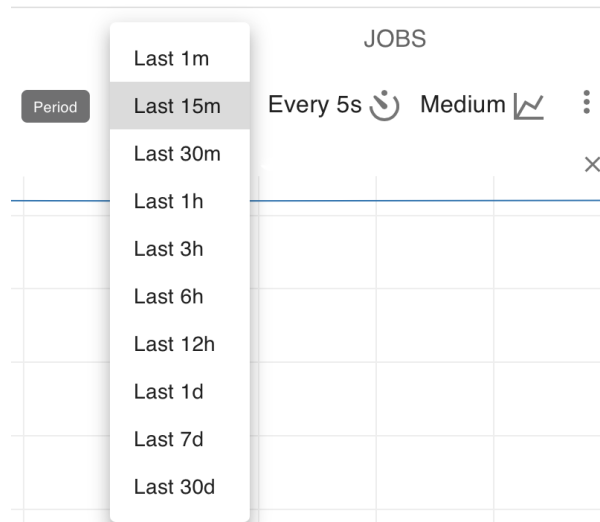 JOBS
Period
Every 5s
Medium
Last 1m
Last 15m
Last 30m
Last 1h
Last 3h
Last 6h
Last 12h
Last 1d
Last 7d
Last 30d